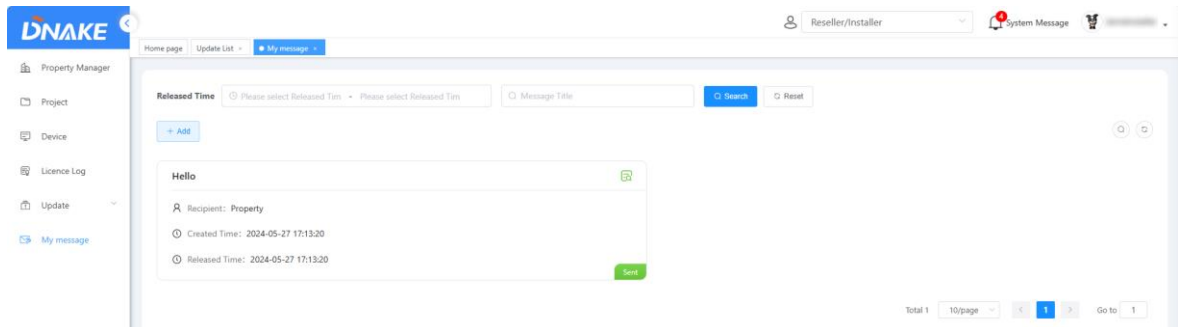 DNAKE
Reseller/Installer
4
System Message
Home page
Update List ×
My message ×
Property Manager
Project
Device
Licence Log
Update
My message
Released Time
Please select Released Tim - Please select Released Tim
Message Title
Search
Reset
+ Add
Hello
Recipient: Property
Created Time: 2024-05-27 17:13:20
Released Time: 2024-05-27 17:13:20
Sent
Total 1
10/page
< 1 >
Go to 1